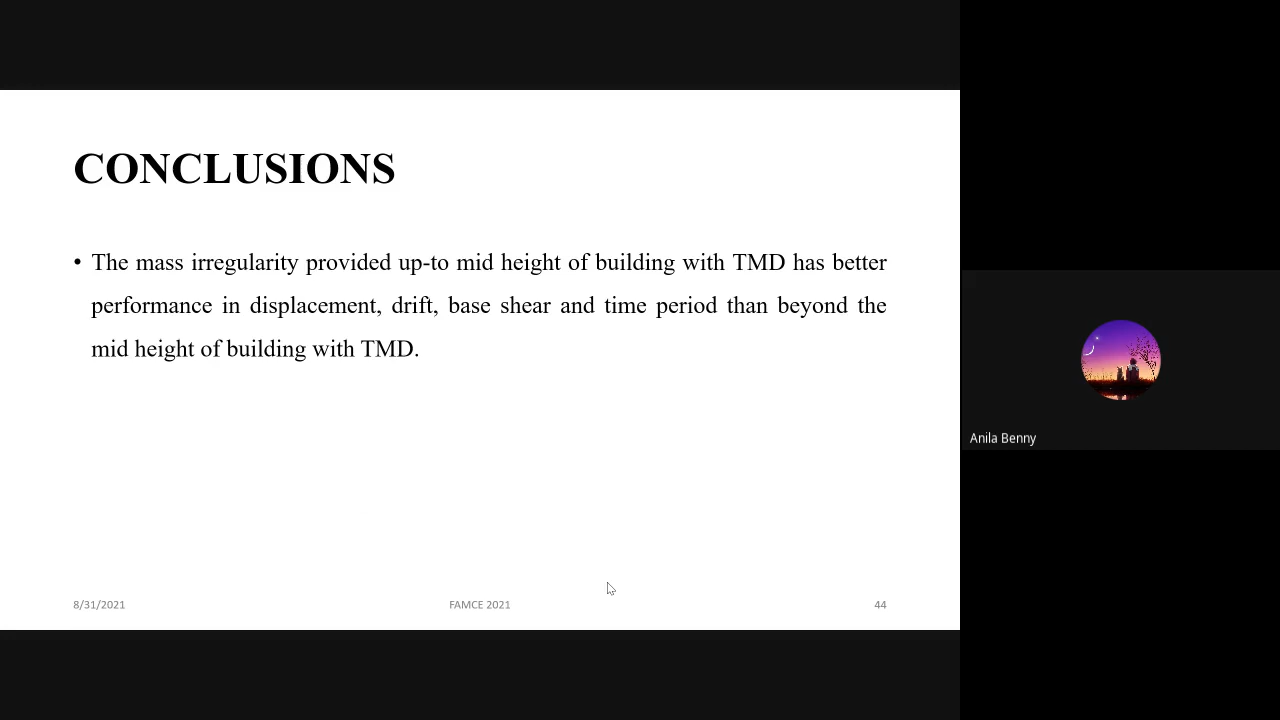 CONCLUSIONS
• The mass irregularity provided up-to mid height of building with TMD has better
performance in displacement, drift, base shear and time period than beyond the
mid height of building with TMD.
Anila Benny
8/31/2021
FAMCE 2021
44